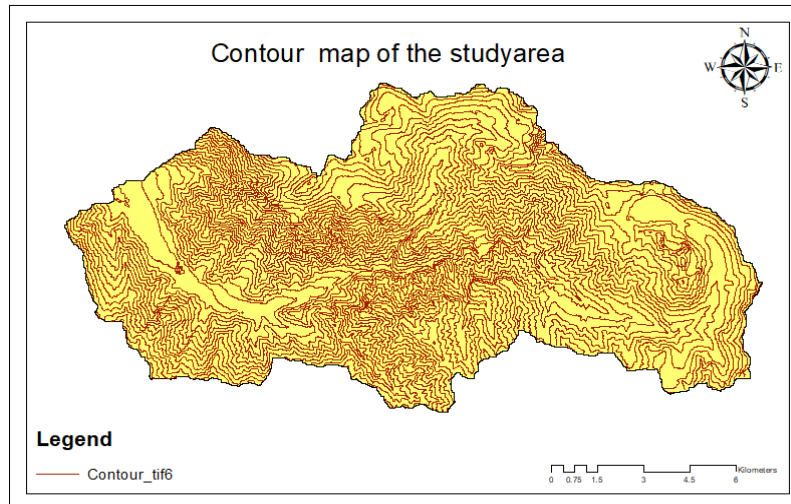 Contour map of the studyarea
N
W E
S
Legend
Contour_tif6
Kilometers
0 0.75 1.5 3 4.5 6